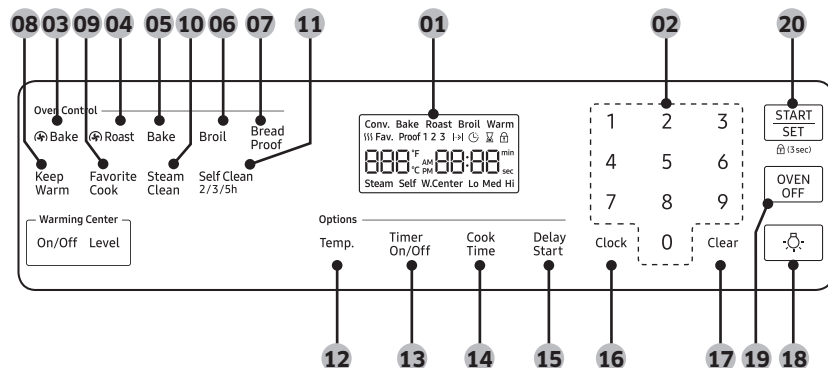 08 03 09 04 05 10 06 07 11 01 02 20
Oven Control
Bake Roast Bake Broil Bread
Proof
Keep
Warm
Favorite
Cook
Steam
Clean
Self Clean
2/3/5h
Warming Center
On/Off Level
Conv. Bake Roast Broil Warm
Fav. Proof 1 2 3
888 °F °C AM PM 88:88 min sec
Steam Self W.Center Lo Med Hi
Options
Temp.
Timer
On/Off
Cook
Time
Delay
Start
Clock
1 2 3
4 5 6
7 8 9
0
Clear
START
SET
(3 sec)
OVEN
OFF
12 13 14 15 16 17 19 18